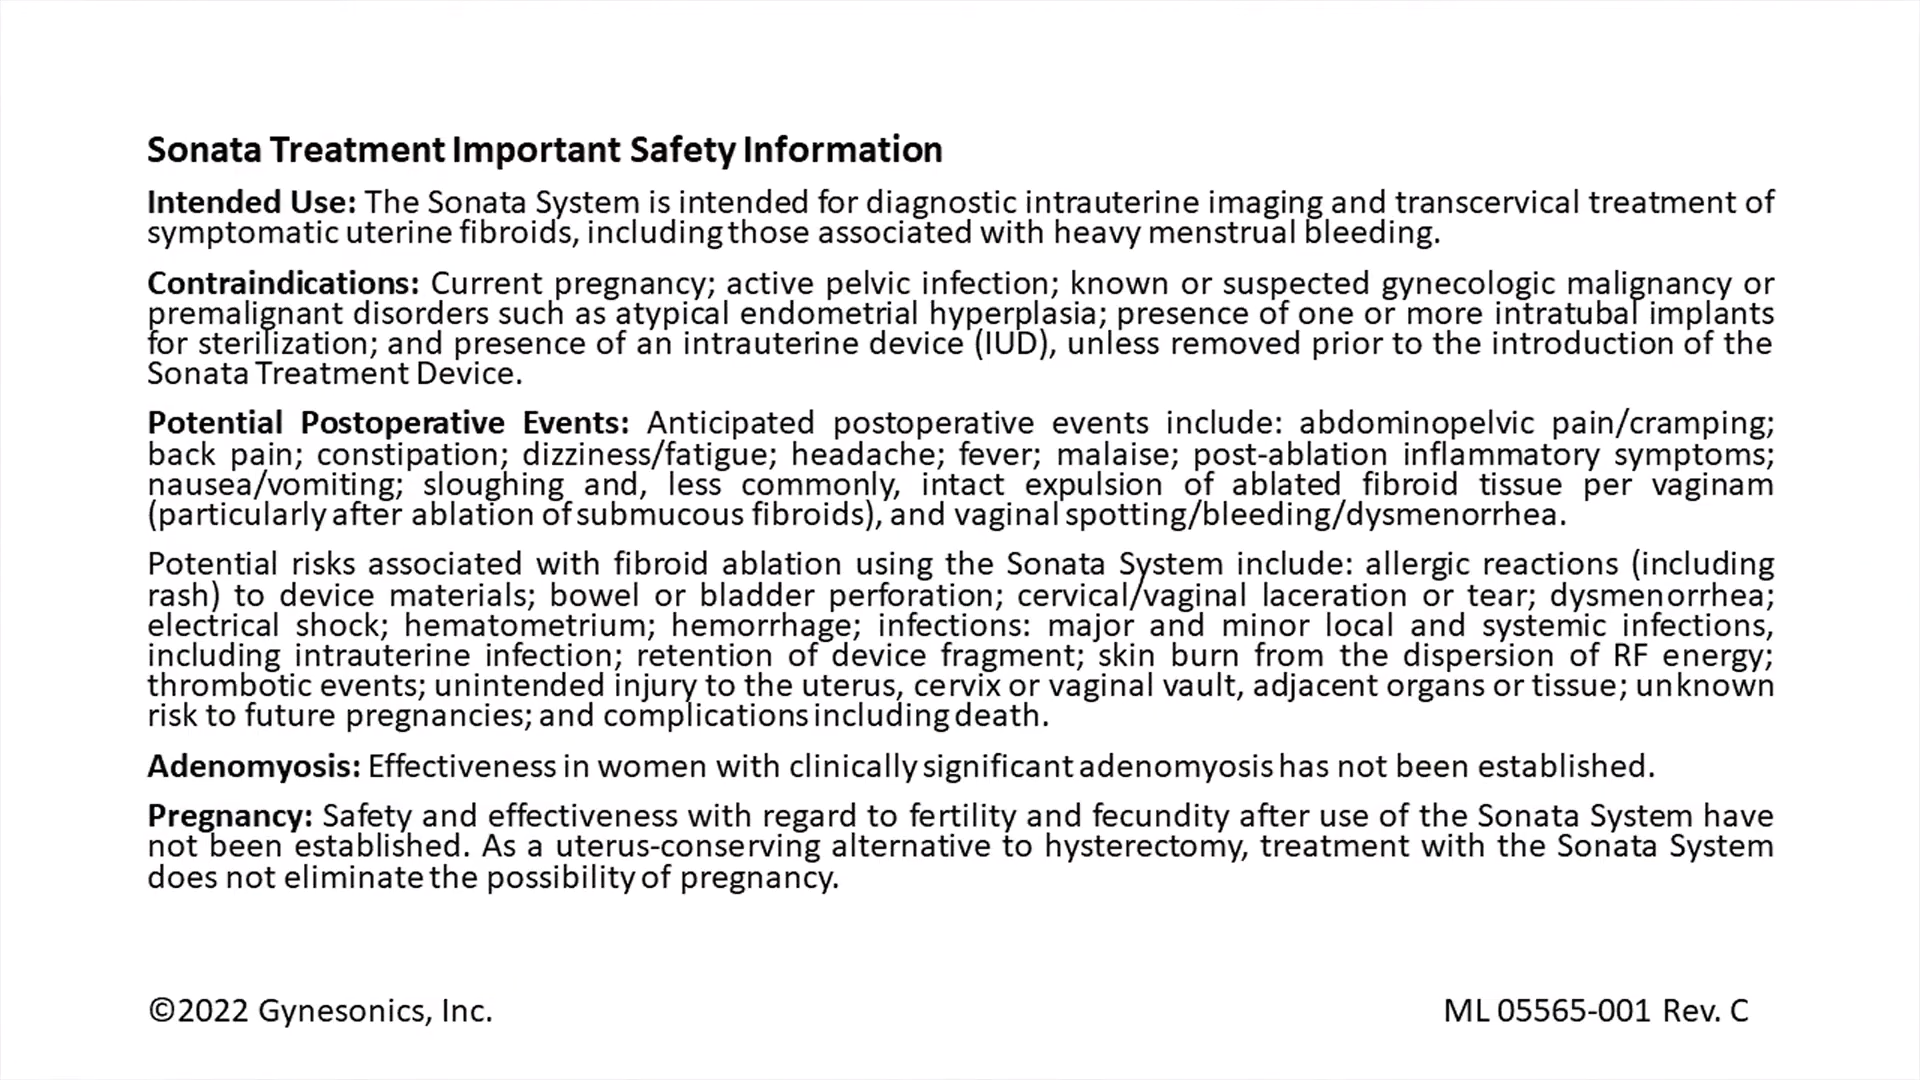 Sonata Treatment Important Safety Information
Intended Use: The Sonata System is intended for diagnostic intrauterine imaging and transcervical treatment of
symptomatic uterine fibroids, including those associated with heavy menstrual bleeding.
Contraindications: Current pregnancy; active pelvic infection; known or suspected gynecologic malignancy or
premalignant disorders such as atypical endometrial hyperplasia; presence of one or more intratubal implants
for sterilization; and presence of an intrauterine device (IUD), unless removed prior to the introduction of the
Sonata Treatment Device.
Potential Postoperative Events: Anticipated postoperative events include: abdominopelvic pain/cramping;
back pain; constipation; dizziness/fatigue; headache; fever; malaise; post-ablation inflammatory symptoms;
nausea/vomiting; sloughing and, less commonly, intact expulsion of ablated fibroid tissue per vaginam
(particularly after ablation of submucous fibroids), and vaginal spotting/bleeding/dysmenorrhea.
Potential risks associated with fibroid ablation using the Sonata System include: allergic reactions (including
rash) to device materials; bowel or bladder perforation; cervical/vaginal laceration or tear; dysmenorrhea;
electrical shock; hematometrium; hemorrhage; infections: major and minor local and systemic infections,
including intrauterine infection; retention of device fragment; skin burn from the dispersion of RF energy;
thrombotic events; unintended injury to the uterus, cervix or vaginal vault, adjacent organs or tissue; unknown
risk to future pregnancies; and complications including death.
Adenomyosis: Effectiveness in women with clinically significant adenomyosis has not been established.
Pregnancy: Safety and effectiveness with regard to fertility and fecundity after use of the Sonata System have
not been established. As a uterus-conserving alternative to hysterectomy, treatment with the Sonata System
does not eliminate the possibility of pregnancy.
©2022 Gynesonics, Inc.
ML 05565-001 Rev. C